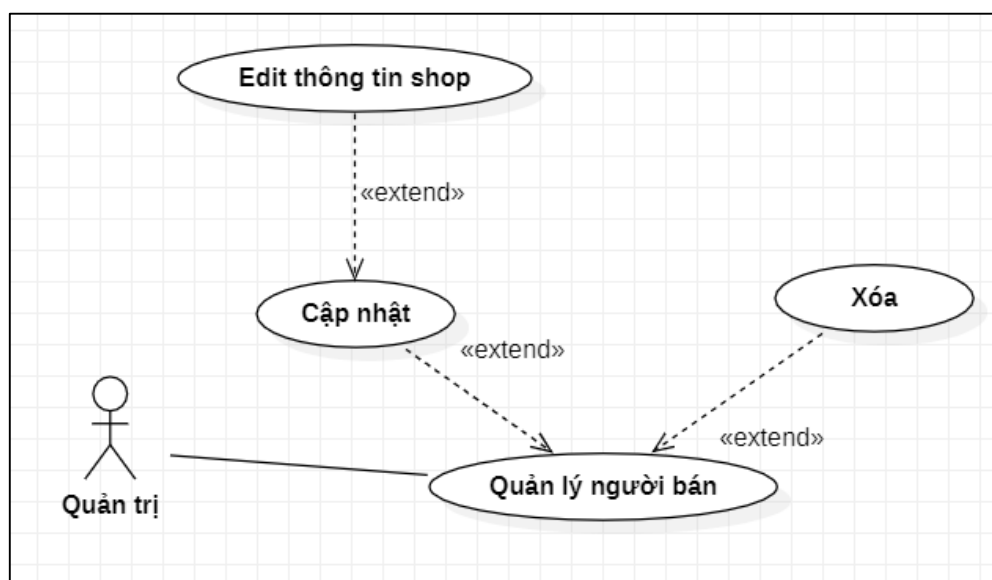 Edit thông tin shop
«extend»
Cập nhật
Xóa
«extend»
«extend»
Quản lý người bán
Quản trị